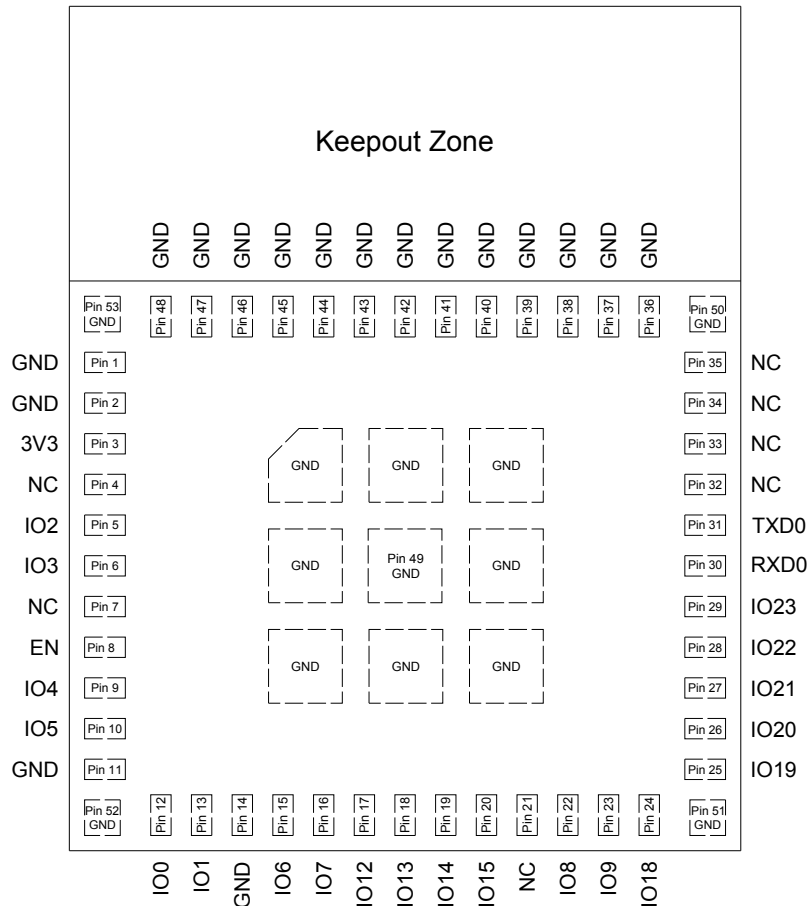 Keepout Zone
GND GND GND GND GND GND GND GND GND GND GND GND GND
Pin 53 GND
Pin 48 Pin 47 Pin 46 Pin 45 Pin 44 Pin 43 Pin 42 Pin 41 Pin 40 Pin 39 Pin 38 Pin 37 Pin 36
Pin 50 GND
GND Pin 1 Pin 35 NC
GND Pin 2 Pin 34 NC
3V3 Pin 3 Pin 33 NC
GND GND GND
NC Pin 4 Pin 32 NC
IO2 Pin 5 Pin 31 TXD0
IO3 Pin 6 Pin 30 RXD0
GND Pin 49 GND GND
NC Pin 7 Pin 29 IO23
EN Pin 8 Pin 28 IO22
GND GND GND
IO4 Pin 9 Pin 27 IO21
IO5 Pin 10 Pin 26 IO20
GND Pin 11 Pin 25 IO19
Pin 52 GND
Pin 12 Pin 13 Pin 14 Pin 15 Pin 16 Pin 17 Pin 18 Pin 19 Pin 20 Pin 21 Pin 22 Pin 23 Pin 24
Pin 51 GND
IO0 IO1 GND IO6 IO7 IO12 IO13 IO14 IO15 NC IO8 IO9 IO18